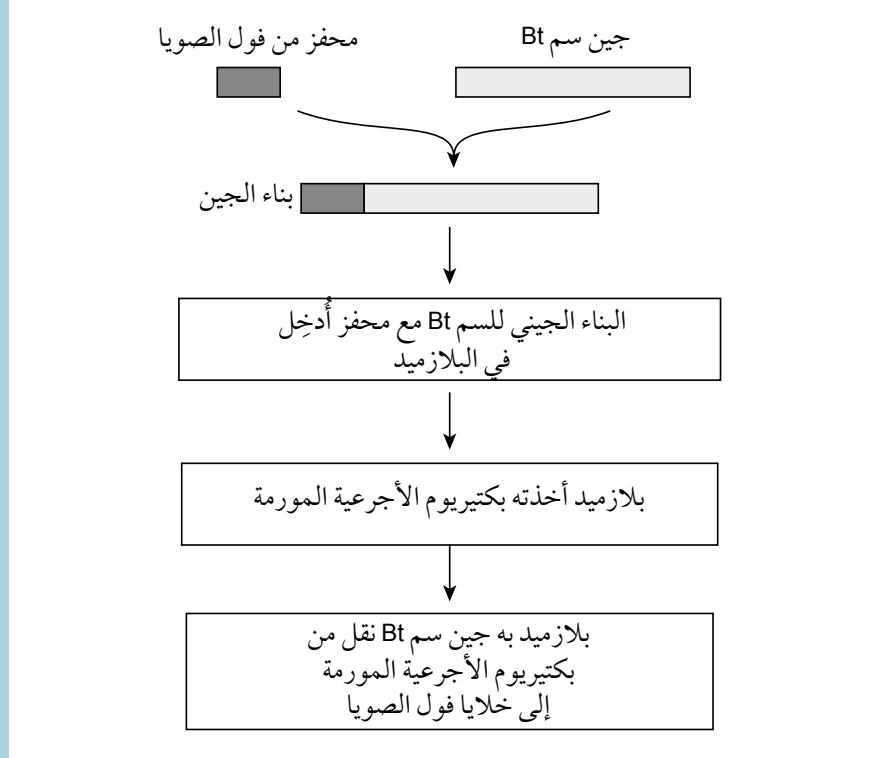 جين سم Bt
محفز من فول الصويا
بناء الجين
البناء الجيني للسم Bt مع محفز أُدخِل
في البلازميد
بلازميد أخذته بكتيريوم الأجرعية المورمة
بلازميد به جين سم Bt نقل من
بكتيريوم الأجرعية المورمة
إلى خلايا فول الصويا